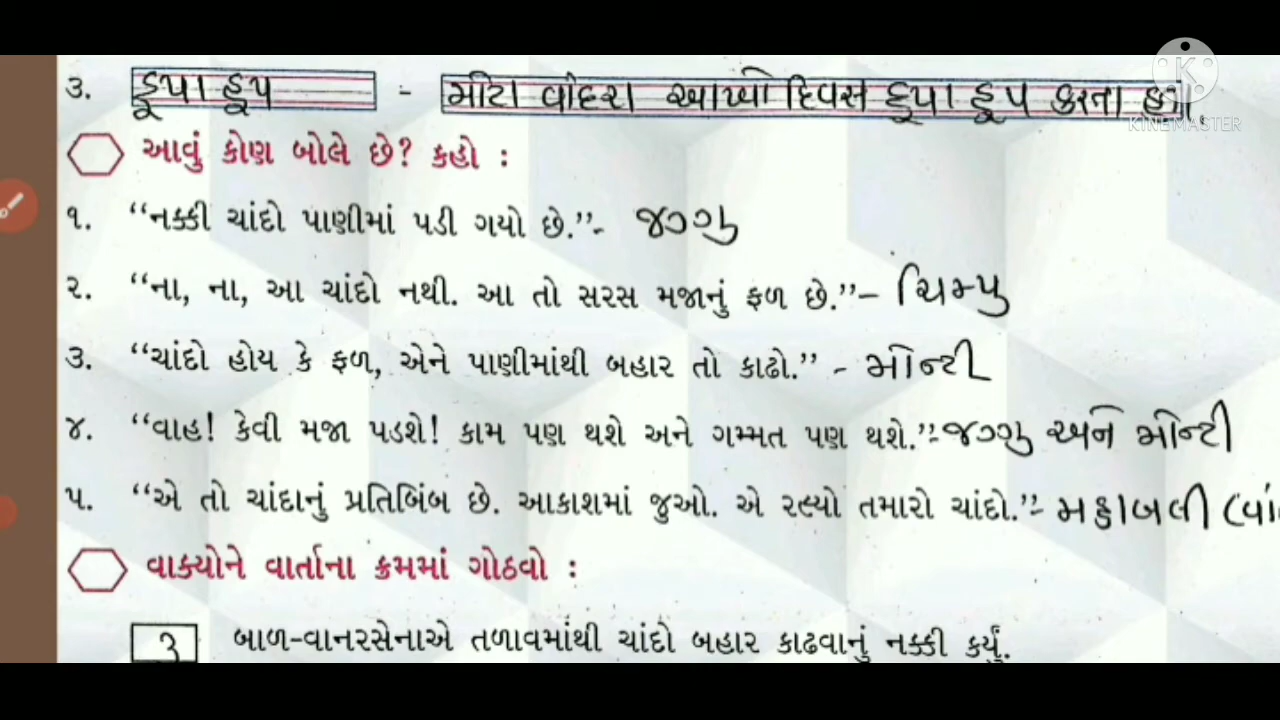 ૩. હૂપા હૂપ - મોટા વાંદરા આખો દિવસ હૂપા હૂપ કરતા હતા.
KINEMASTER
આવું કોણ બોલે છે? કહો :
૧. “નક્કી ચાંદો પાણીમાં પડી ગયો છે.”- જગ્ગુ
૨. “ના, ના, આ ચાંદો નથી. આ તો સરસ મજાનું ફળ છે.”- ચિમ્પુ
૩. “ચાંદો હોય કે ફળ, એને પાણીમાંથી બહાર તો કાઢો.” - મોન્ટી
૪. “વાહ! કેવી મજા પડશે! કામ પણ થશે અને ગમ્મત પણ થશે.”- જગ્ગુ અને મોન્ટી
૫. “એ તો ચાંદાનું પ્રતિબિંબ છે. આકાશમાં જુઓ. એ રહ્યો તમારો ચાંદો.”- મહાબલી (વાં
વાક્યોને વાર્તાના ક્રમમાં ગોઠવો :
૩ બાળ-વાનરસેનાએ તળાવમાંથી ચાંદો બહાર કાઢવાનું નક્કી કર્યું.